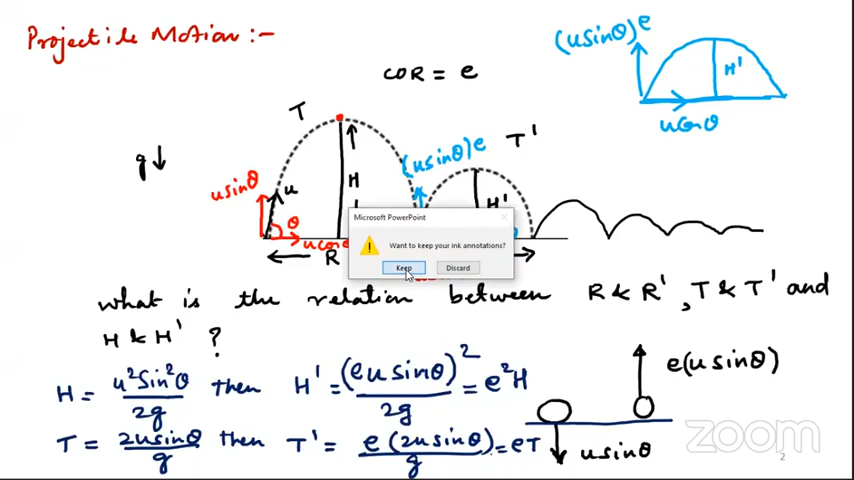 Projectile Motion :-
COR = e
(usinθ)e
H'
ucosθ
T
T'
g↓
(usinθ)e
usinθ
u
H
H'
θ
ucosθ
R
Microsoft PowerPoint
Want to keep your ink annotations?
Keep
Discard
what is the relation between R & R', T & T' and
H & H' ?
H = u²Sin²θ/2g then H' = (eusinθ)²/2g = e²H
T = 2usinθ/g then T' = e(2usinθ)/g = eT
e(usinθ)
usinθ
zoom
2